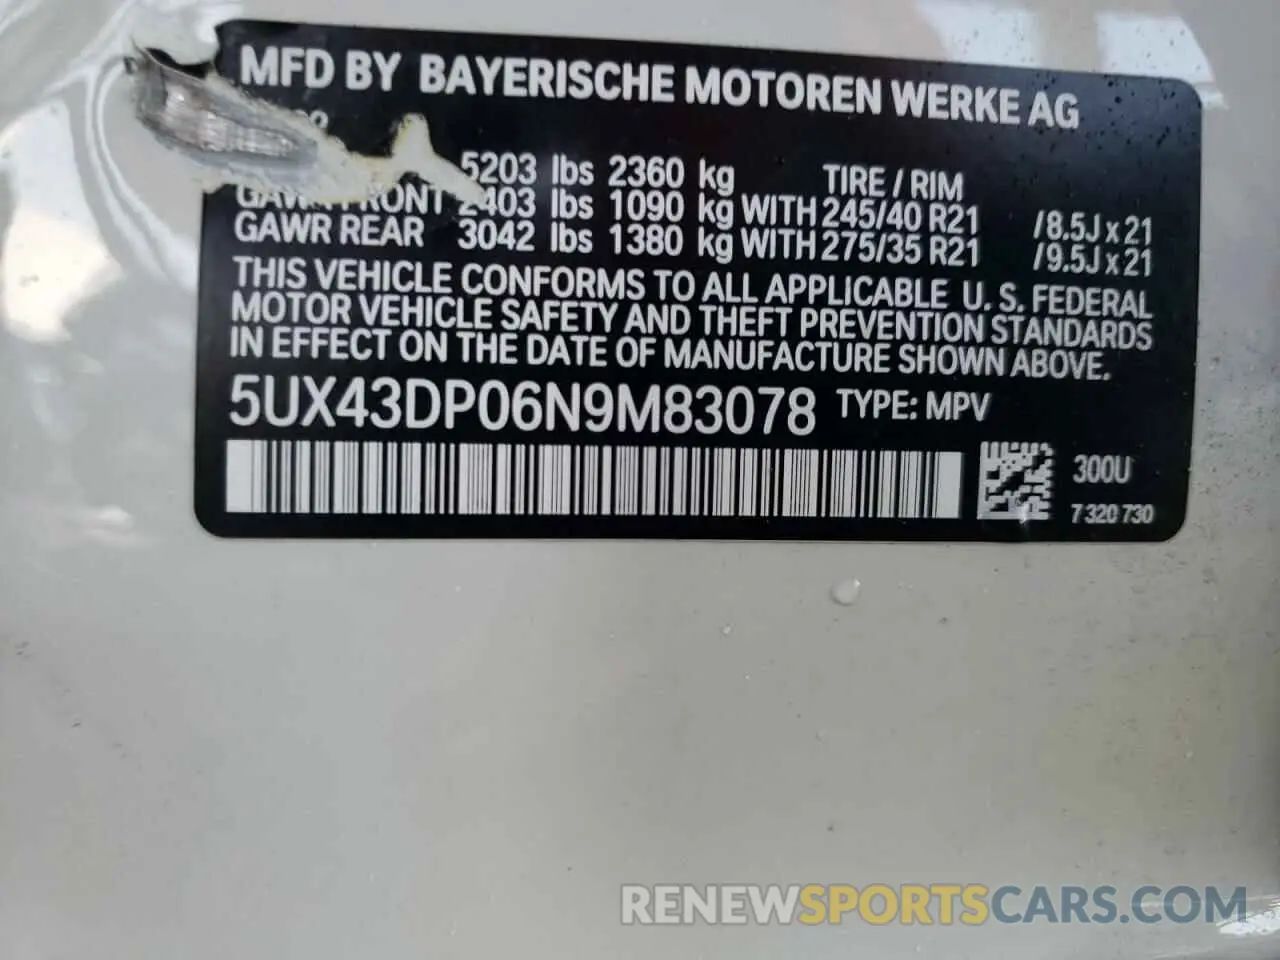 MFD BY BAYERISCHE MOTOREN WERKE AG
5203 lbs 2360 kg TIRE / RIM
GAWR FRONT 2403 lbs 1090 kg WITH 245/40 R21 /8.5J x 21
GAWR REAR 3042 lbs 1380 kg WITH 275/35 R21 /9.5J x 21
THIS VEHICLE CONFORMS TO ALL APPLICABLE U. S. FEDERAL
MOTOR VEHICLE SAFETY AND THEFT PREVENTION STANDARDS
IN EFFECT ON THE DATE OF MANUFACTURE SHOWN ABOVE.
5UX43DP06N9M83078 TYPE: MPV
300U
7 320 730
RENEWSPORTSCARS.COM